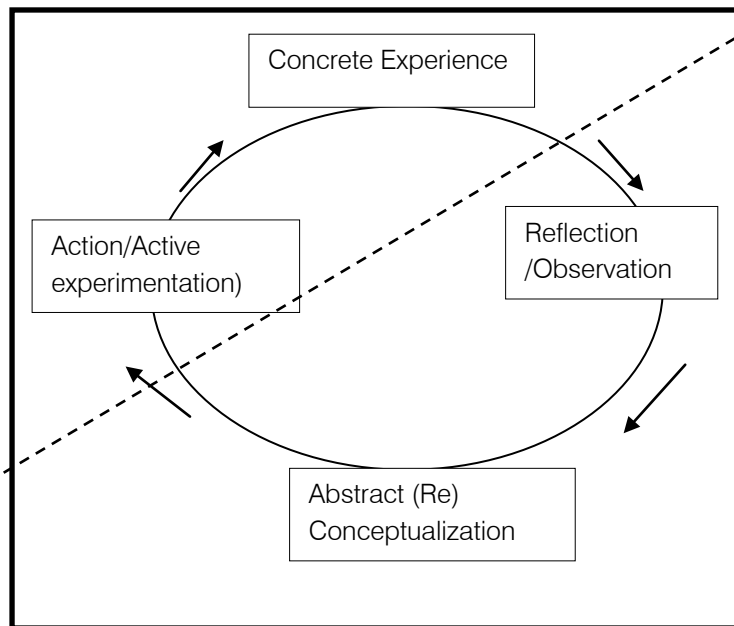 Concrete Experience
Action/Active
experimentation)
Reflection
/Observation
Abstract (Re)
Conceptualization